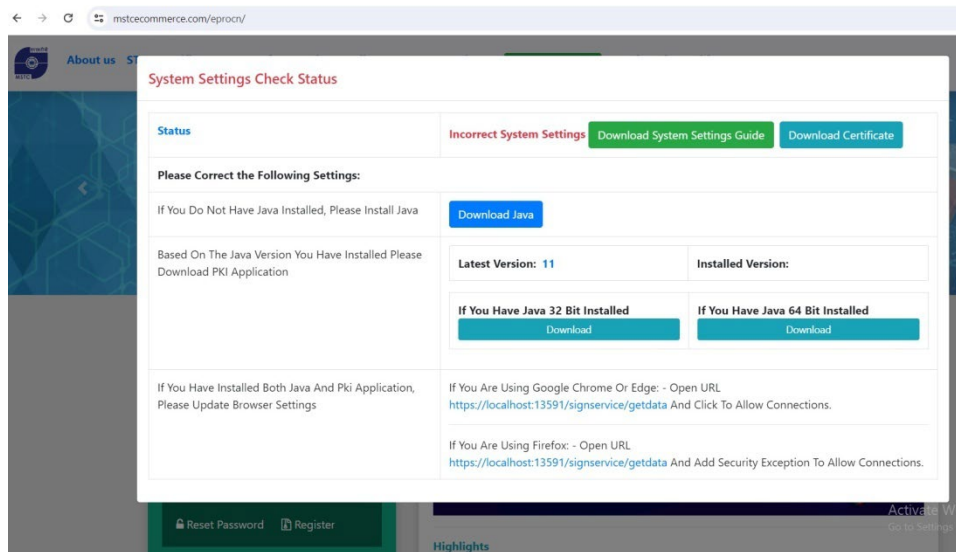 mstcecommerce.com/eprocn/
About us ST
MSTC
System Settings Check Status
Status
Incorrect System Settings Download System Settings Guide Download Certificate
Please Correct the Following Settings:
If You Do Not Have Java Installed, Please Install Java
Download Java
Based On The Java Version You Have Installed Please
Download PKI Application
Latest Version: 11
Installed Version:
If You Have Java 32 Bit Installed
Download
If You Have Java 64 Bit Installed
Download
If You Have Installed Both Java And Pki Application,
Please Update Browser Settings
If You Are Using Google Chrome Or Edge: - Open URL
https://localhost:13591/signservice/getdata And Click To Allow Connections.
If You Are Using Firefox: - Open URL
https://localhost:13591/signservice/getdata And Add Security Exception To Allow Connections.
Reset Password Register
Highlights
Activate W
Go to Settings